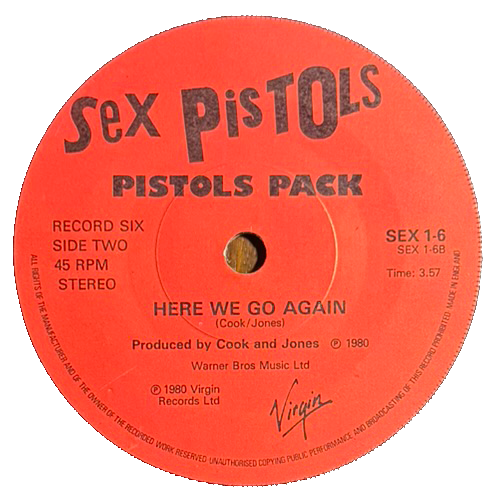 Sex PisTOLs
PISTOLS PACK
RECORD SIX
SIDE TWO
45 RPM
STEREO
SEX 1-6
SEX 1-6B
Time: 3.57
HERE WE GO AGAIN
(Cook/Jones)
Produced by Cook and Jones ℗ 1980
Warner Bros Music Ltd
℗ 1980 Virgin
Records Ltd
Virgin
ALL RIGHTS OF THE MANUFACTURER AND OF THE OWNER OF THE RECORDED WORK RESERVED UNAUTHORISED COPYING PUBLIC PERFORMANCE AND BROADCASTING OF THIS RECORD PROHIBITED MADE IN ENGLAND